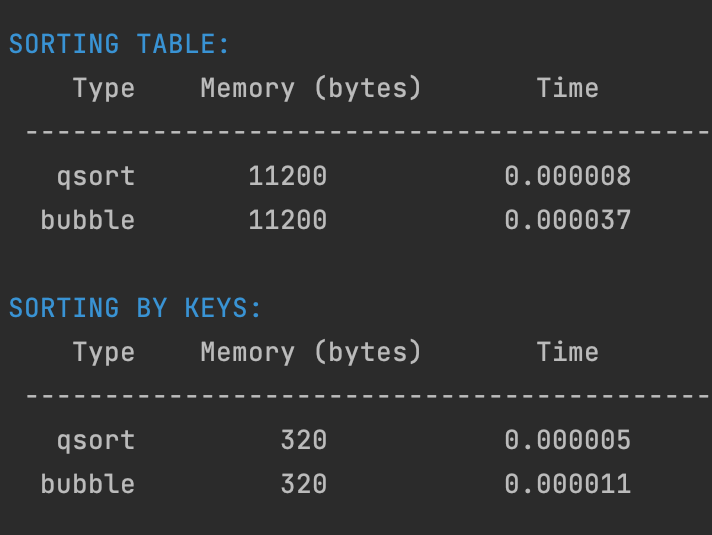 SORTING TABLE:
Type Memory (bytes) Time
--------------------------------------------
qsort 11200 0.000008
bubble 11200 0.000037
SORTING BY KEYS:
Type Memory (bytes) Time
--------------------------------------------
qsort 320 0.000005
bubble 320 0.000011